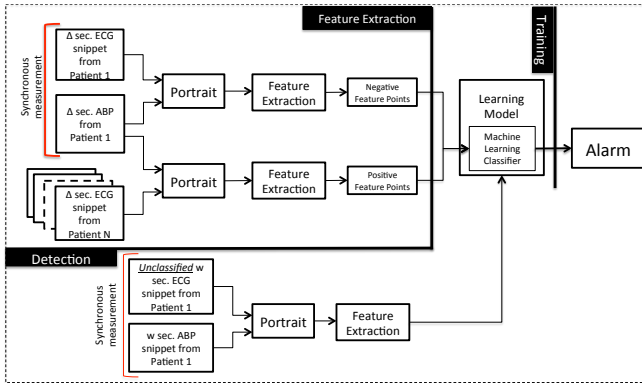 Feature Extraction
Training
Synchronous
measurement
Δ sec. ECG
snippet
from
Patient 1
Δ sec. ABP
from
Patient 1
Δ sec. ECG
snippet
from
Patient N
Portrait
Feature
Extraction
Negative
Feature Points
Portrait
Feature
Extraction
Positive
Feature Points
Learning
Model
Machine
Learning
Classifier
Alarm
Detection
Synchronous
measurement
Unclassified w
sec. ECG
snippet from
Patient 1
w sec. ABP
snippet from
Patient 1
Portrait
Feature
Extraction